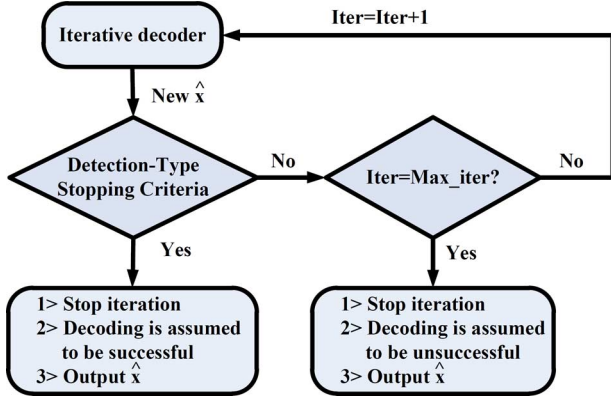 Iter=Iter+1
Iterative decoder
New x̂
Detection-Type
Stopping Criteria
No
Iter=Max_iter?
No
Yes
Yes
1> Stop iteration
2> Decoding is assumed
to be successful
3> Output x̂
1> Stop iteration
2> Decoding is assumed
to be unsuccessful
3> Output x̂